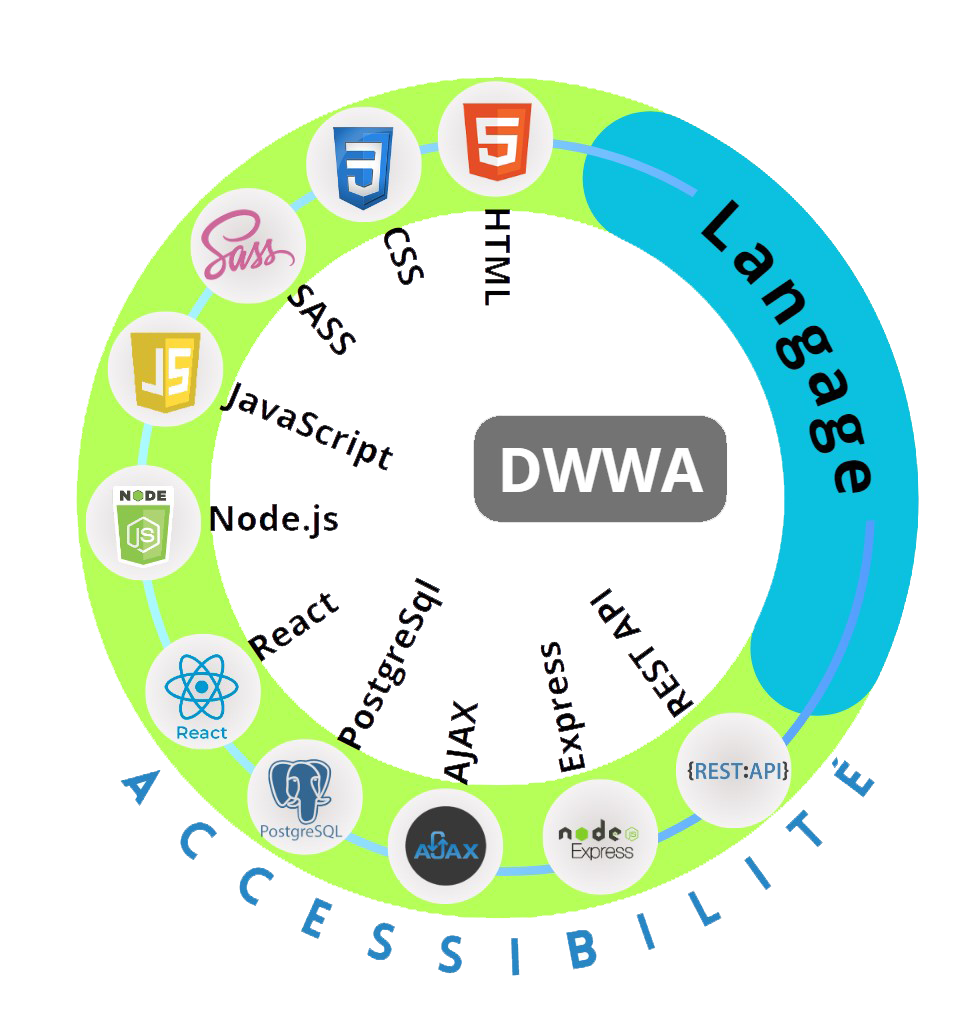 Langage
HTML
CSS
SASS
JavaScript
Node.js
React
PostgreSql
AJAX
Express
REST API
DWWA
5
3
Sass
JS
NODE
JS
React
PostgreSQL
AJAX
node JS
Express
{REST:API}
ACCESSIBILITÉ